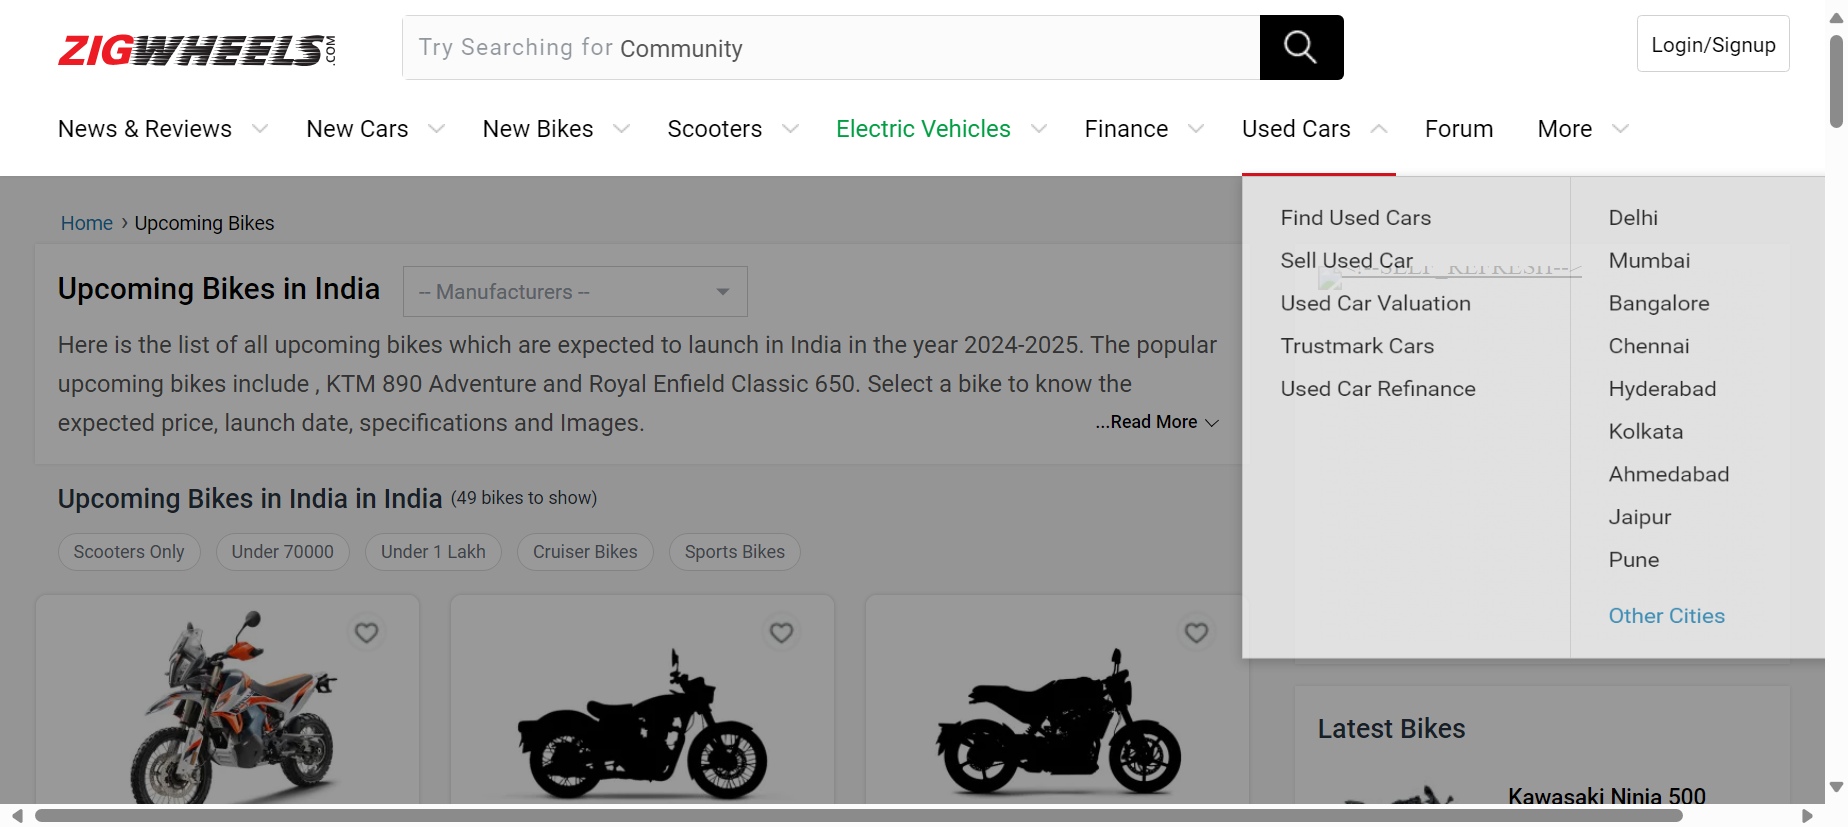 ZIGWHEELS.COM
Try Searching for Community
Login/Signup
News & Reviews
New Cars
New Bikes
Scooters
Electric Vehicles
Finance
Used Cars
Forum
More
Home › Upcoming Bikes
Upcoming Bikes in India
-- Manufacturers --
Here is the list of all upcoming bikes which are expected to launch in India in the year 2024-2025. The popular
upcoming bikes include , KTM 890 Adventure and Royal Enfield Classic 650. Select a bike to know the
expected price, launch date, specifications and Images.
...Read More
Upcoming Bikes in India in India (49 bikes to show)
Scooters Only
Under 70000
Under 1 Lakh
Cruiser Bikes
Sports Bikes
Find Used Cars
Sell Used Car
Used Car Valuation
Trustmark Cars
Used Car Refinance
<!--SELF_REFRESH-->
Delhi
Mumbai
Bangalore
Chennai
Hyderabad
Kolkata
Ahmedabad
Jaipur
Pune
Other Cities
Latest Bikes
Kawasaki Ninja 500